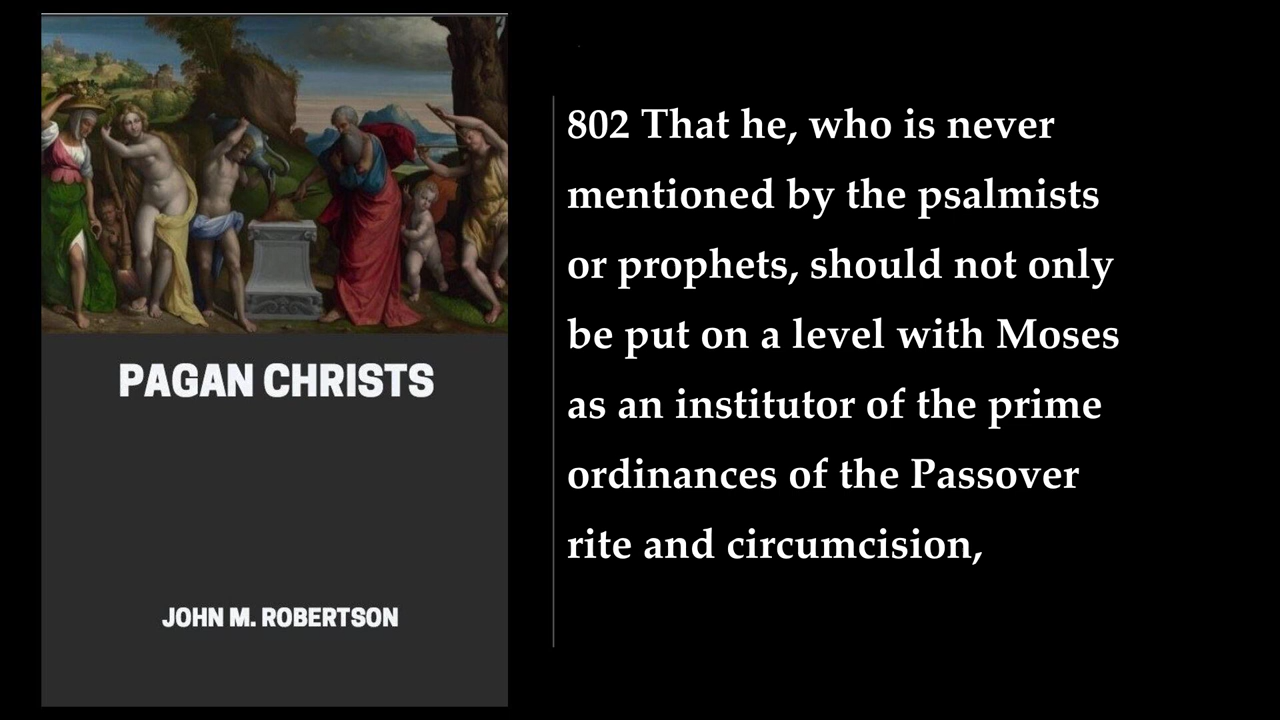 PAGAN CHRISTS
JOHN M. ROBERTSON
802 That he, who is never
mentioned by the psalmists
or prophets, should not only
be put on a level with Moses
as an institutor of the prime
ordinances of the Passover
rite and circumcision,